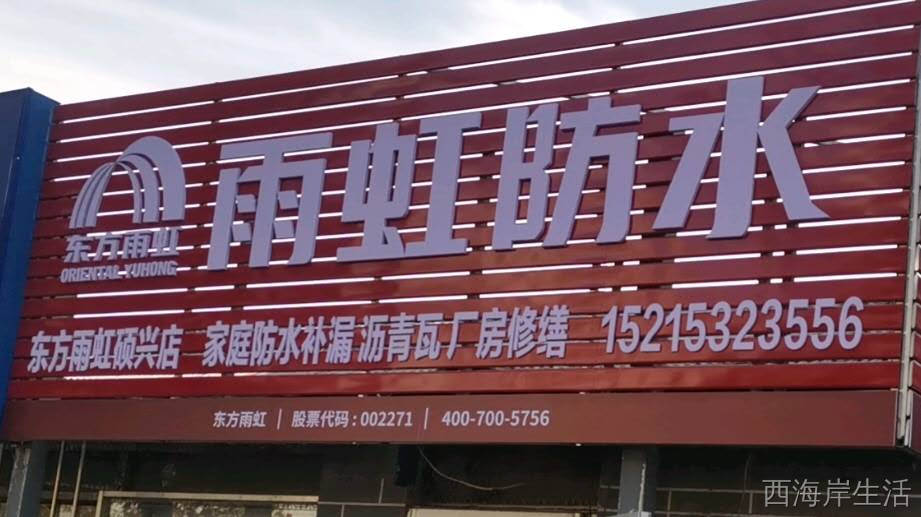 雨虹防水
东方雨虹
ORIENTAL YUHONG
东方雨虹硕兴店 家庭防水补漏 沥青瓦厂房修缮 15215323556
东方雨虹 | 股票代码:002271 | 400-700-5756
西海岸生活